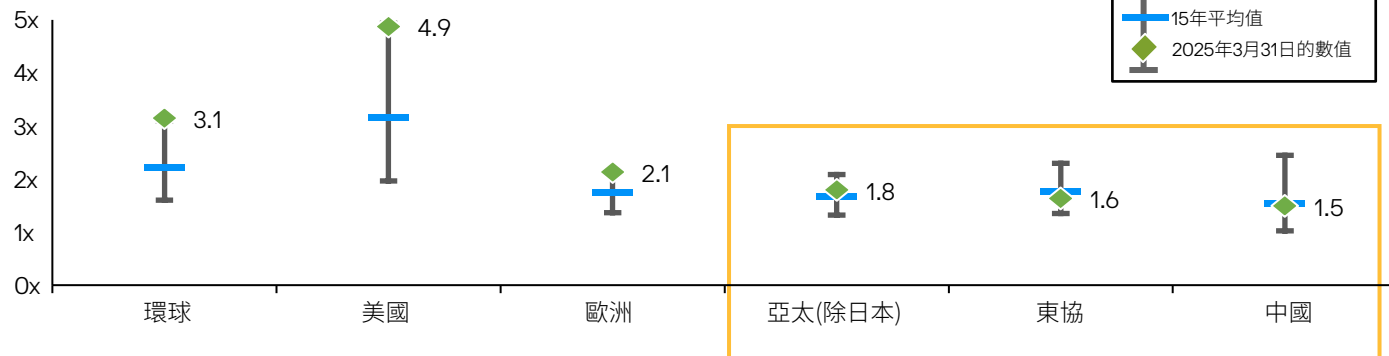 5x
15年平均值
4.9
2025年3月31日的數值
4x
3x
3.1
2x
2.1
1.8
1.6
1.5
1x
0x
環球
美國
歐洲
亞太(除日本)
東協
中國